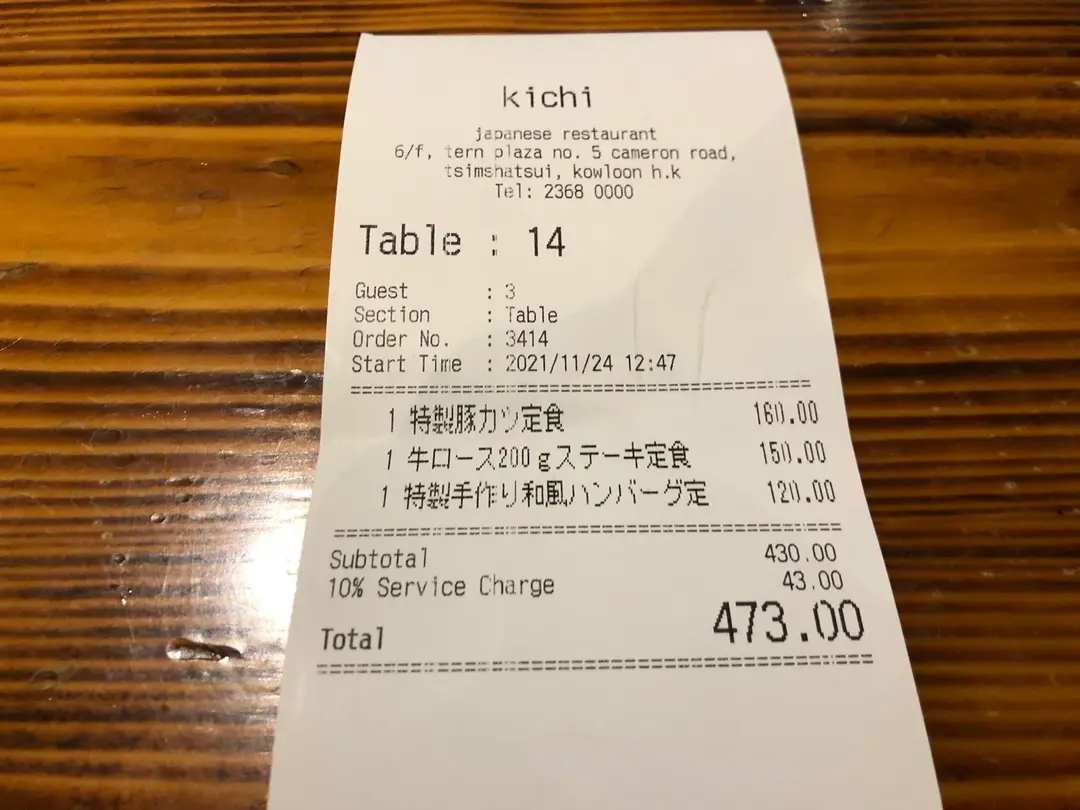 kichi
japanese restaurant
6/f, tern plaza no. 5 cameron road,
tsimshatsui, kowloon h.k
Tel: 2368 0000
Table : 14
Guest : 3
Section : Table
Order No. : 3414
Start Time : 2021/11/24 12:47
1 特製豚カツ定食 160.00
1 牛ロース200gステーキ定食 150.00
1 特製手作り和風ハンバーグ定 120.00
Subtotal 430.00
10% Service Charge 43.00
Total 473.00